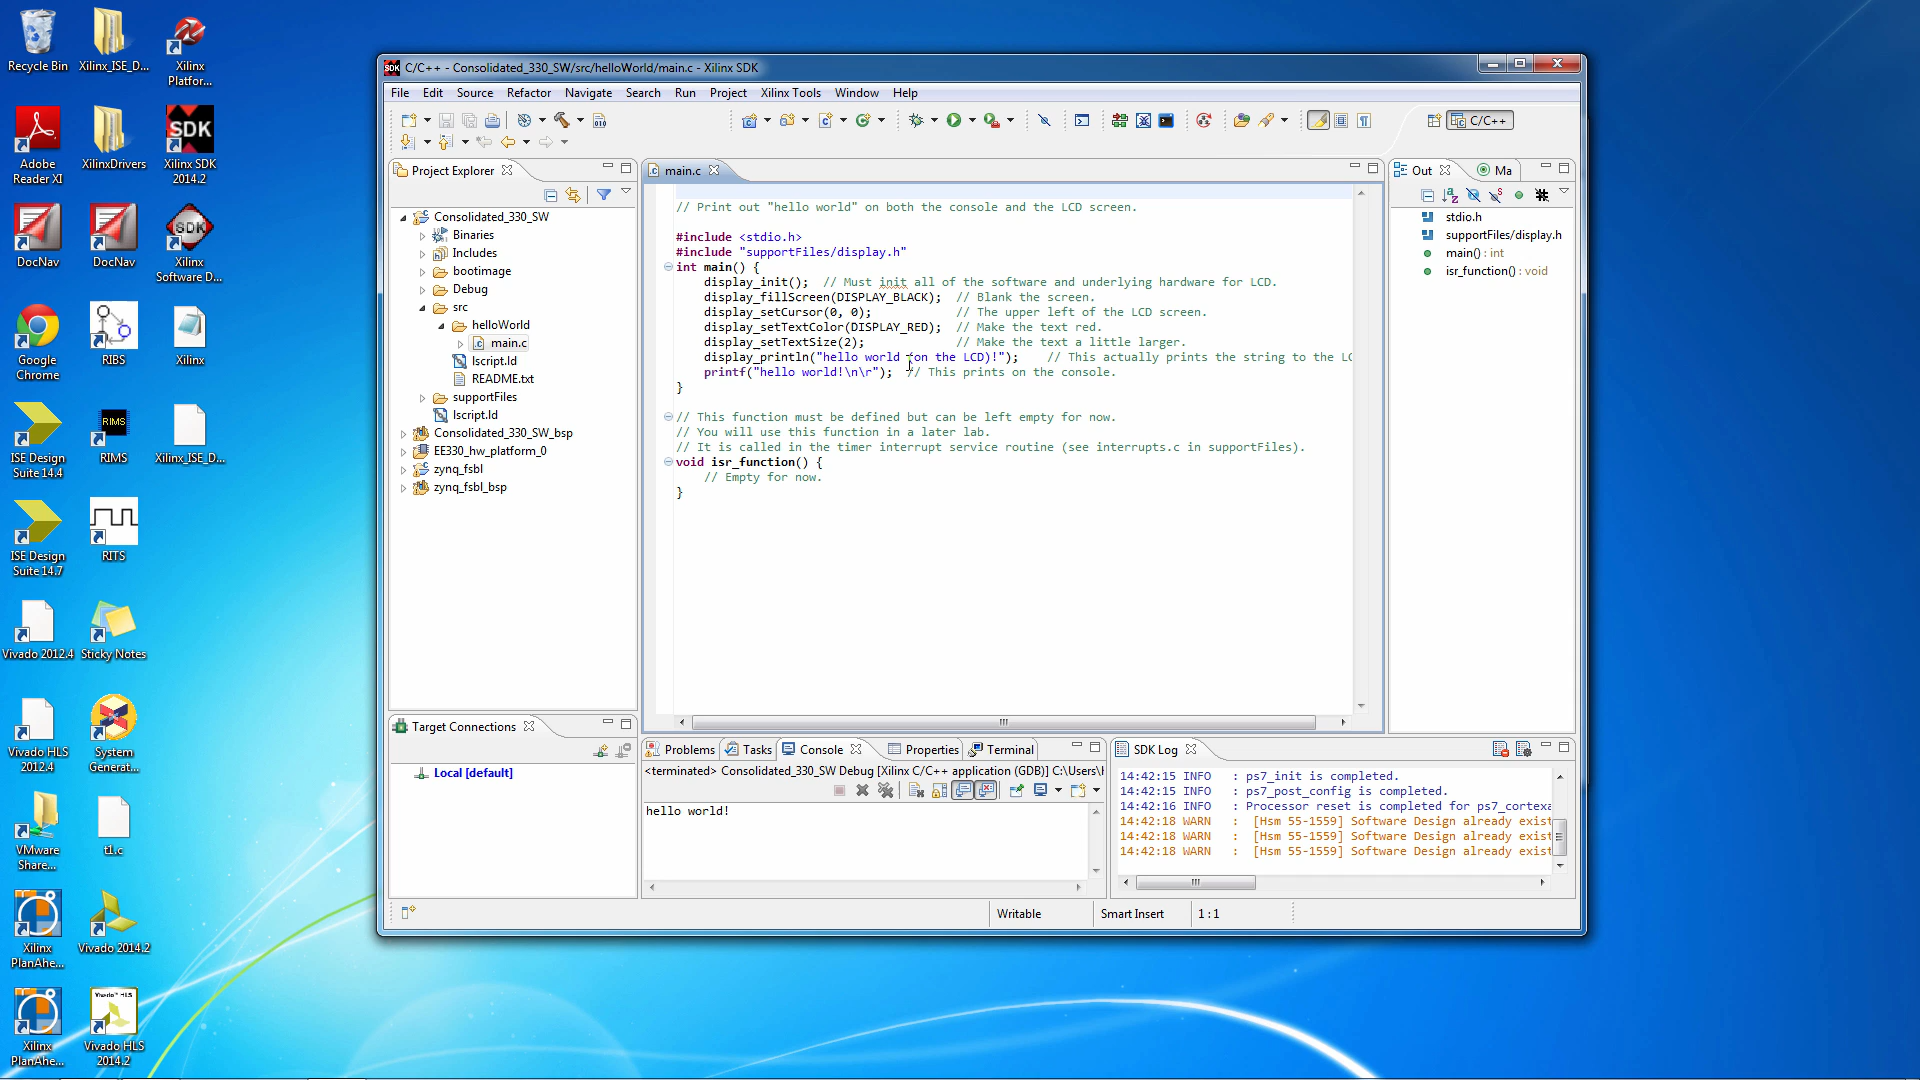 Recycle Bin
Xilinx_ISE_D...
Xilinx
Platfor...
Adobe
Reader XI
XilinxDrivers
SDK
Xilinx SDK
2014.2
DocNav
DocNav
SDK
Xilinx
Software D...
Google
Chrome
RIBS
Xilinx
ISE Design
Suite 14.4
RIMS
RIMS
Xilinx_ISE_D...
ISE Design
Suite 14.7
RITS
Vivado 2012.4
Sticky Notes
Vivado HLS
2012.4
System
Generat...
VMware
Share...
t1.c
Xilinx
PlanAhe...
Vivado 2014.2
Xilinx
PlanAhe...
Vivado HLS
Vivado HLS
2014.2
SDK C/C++ - Consolidated_330_SW/src/helloWorld/main.c - Xilinx SDK
File Edit Source Refactor Navigate Search Run Project Xilinx Tools Window Help
C/C++
Project Explorer
Consolidated_330_SW
Binaries
Includes
bootimage
Debug
src
helloWorld
main.c
lscript.ld
README.txt
supportFiles
lscript.ld
Consolidated_330_SW_bsp
EE330_hw_platform_0
zynq_fsbl
zynq_fsbl_bsp
main.c
// Print out "hello world" on both the console and the LCD screen.
#include <stdio.h>
#include "supportFiles/display.h"
int main() {
display_init();  // Must init all of the software and underlying hardware for LCD.
display_fillScreen(DISPLAY_BLACK);  // Blank the screen.
display_setCursor(0, 0);            // The upper left of the LCD screen.
display_setTextColor(DISPLAY_RED);  // Make the text red.
display_setTextSize(2);             // Make the text a little larger.
display_println("hello world (on the LCD)!");    // This actually prints the string to the LC
printf("hello world!\n\r");  // This prints on the console.
}
// This function must be defined but can be left empty for now.
// You will use this function in a later lab.
// It is called in the timer interrupt service routine (see interrupts.c in supportFiles).
void isr_function() {
// Empty for now.
}
Out Ma
stdio.h
supportFiles/display.h
main() : int
isr_function() : void
Target Connections
Local [default]
Problems Tasks Console Properties Terminal
<terminated> Consolidated_330_SW Debug [Xilinx C/C++ application (GDB)] C:\Users\
hello world!
SDK Log
14:42:15 INFO : ps7_init is completed.
14:42:15 INFO : ps7_post_config is completed.
14:42:16 INFO : Processor reset is completed for ps7_cortexa
14:42:18 WARN : [Hsm 55-1559] Software Design already exist
14:42:18 WARN : [Hsm 55-1559] Software Design already exist
14:42:18 WARN : [Hsm 55-1559] Software Design already exist
Writable Smart Insert 1 : 1